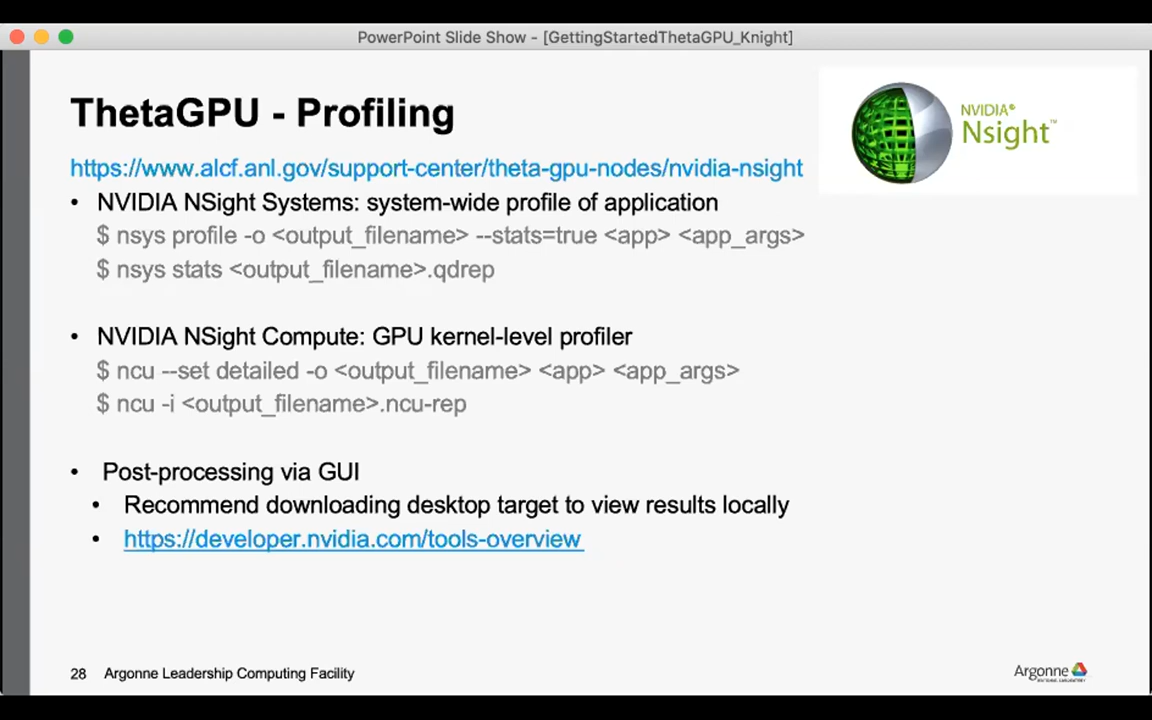 PowerPoint Slide Show - [GettingStartedThetaGPU_Knight]
ThetaGPU - Profiling
NVIDIA®
Nsight™
https://www.alcf.anl.gov/support-center/theta-gpu-nodes/nvidia-nsight
• NVIDIA NSight Systems: system-wide profile of application
$ nsys profile -o <output_filename> --stats=true <app> <app_args>
$ nsys stats <output_filename>.qdrep
• NVIDIA NSight Compute: GPU kernel-level profiler
$ ncu --set detailed -o <output_filename> <app> <app_args>
$ ncu -i <output_filename>.ncu-rep
• Post-processing via GUI
• Recommend downloading desktop target to view results locally
• https://developer.nvidia.com/tools-overview
28 Argonne Leadership Computing Facility
Argonne